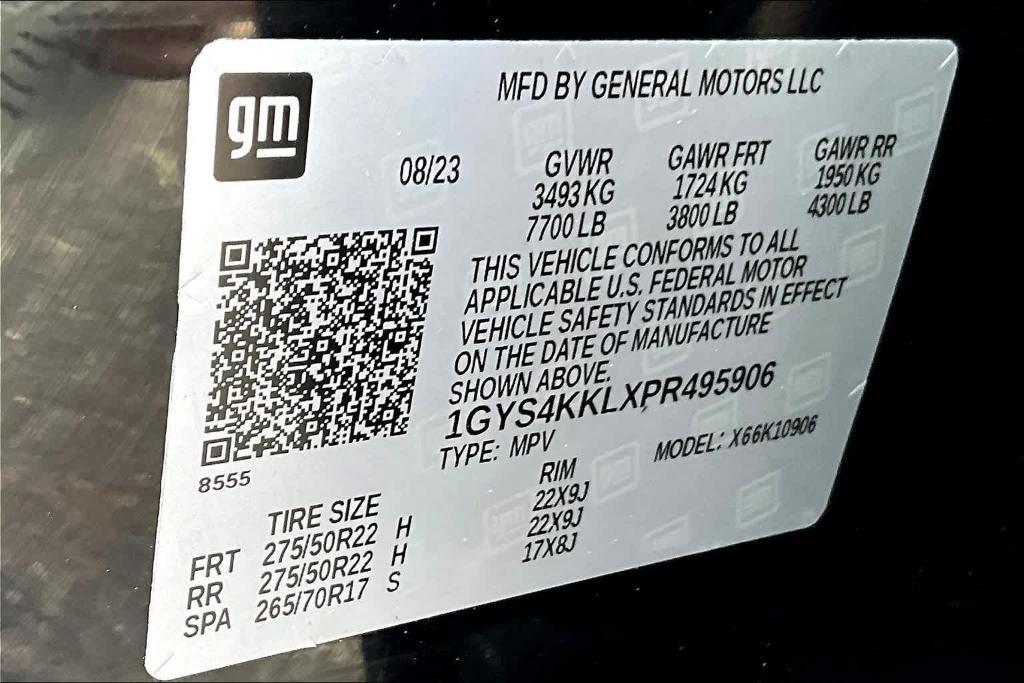 gm
MFD BY GENERAL MOTORS LLC
08/23 GVWR GAWR FRT GAWR RR
3493 KG 1724 KG 1950 KG
7700 LB 3800 LB 4300 LB
THIS VEHICLE CONFORMS TO ALL
APPLICABLE U.S. FEDERAL MOTOR
VEHICLE SAFETY STANDARDS IN EFFECT
ON THE DATE OF MANUFACTURE
SHOWN ABOVE.
1GYS4KKLXPR495906
TYPE: MPV MODEL: X66K10906
8555
TIRE SIZE RIM
FRT 275/50R22 H 22X9J
RR 275/50R22 H 22X9J
SPA 265/70R17 S 17X8J